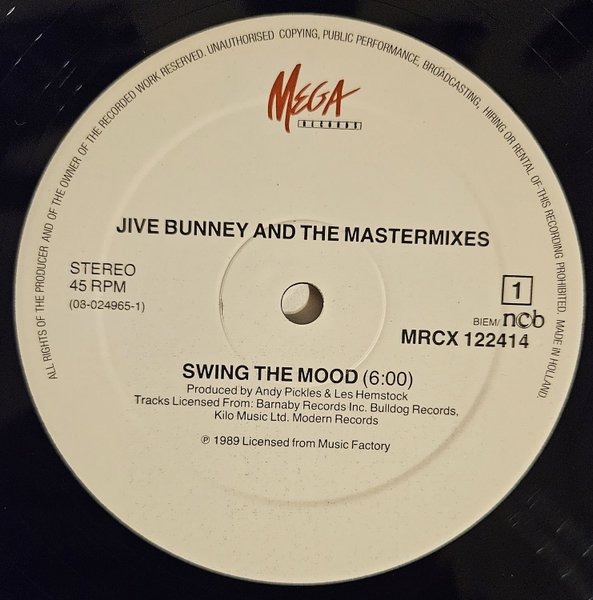 ALL RIGHTS OF THE PRODUCER AND OF THE OWNER OF THE RECORDED WORK RESERVED. UNAUTHORISED COPYING, PUBLIC PERFORMANCE, BROADCASTING, HIRING OR RENTAL OF THIS RECORDING PROHIBITED. MADE iN HOLLAND.
MEGA
RECORDS
JIVE BUNNEY AND THE MASTERMIXES
STEREO
45 RPM
(08-024965-1)
1
BIEM/ncb
MRCX 122414
SWING THE MOOD (6:00)
Produced by Andy Pickles & Les Hemstock
Tracks Licensed From: Barnaby Records Inc. Bulldog Records,
Kilo Music Ltd. Modern Records
℗ 1989 Licensed from Music Factory